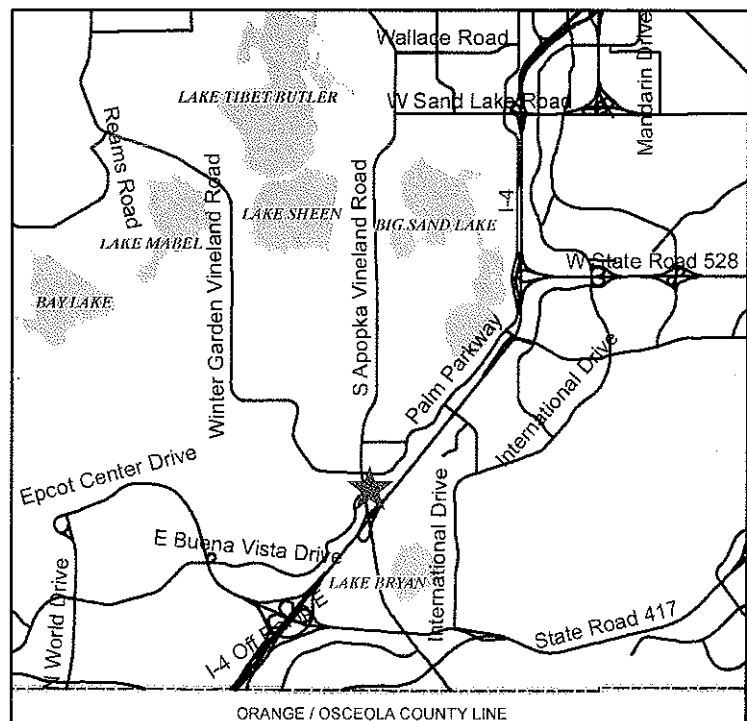 Wallace Road
Mandarin Drive
LAKE TIBET BUTLER
W Sand Lake Road
Reams Road
I-4
LAKE SHEEN
BIG SAND LAKE
LAKE MABEL
Winter Garden Vineland Road
S Apopka Vineland Road
W State Road 528
BAY LAKE
Palm Parkway
International Drive
Epcot Center Drive
E Buena Vista Drive
International Drive
LAKE BRYAN
World Drive
I-4 Off
E
State Road 417
ORANGE / OSCEOLA COUNTY LINE